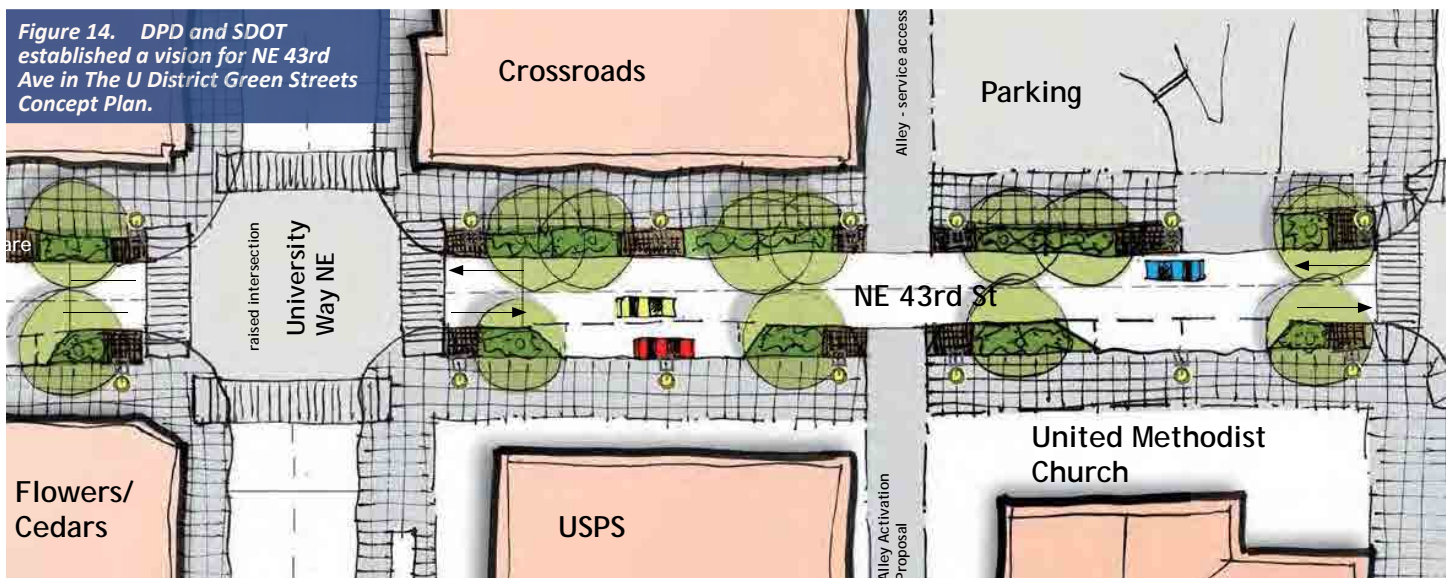 Figure 14. DPD and SDOT
established a vision for NE 43rd
Ave in The U District Green Streets
Concept Plan.
Crossroads
Alley - service access
Parking
are
raised intersection
University
Way NE
NE 43rd St
Flowers/
Cedars
USPS
Alley Activation
Proposal
United Methodist
Church